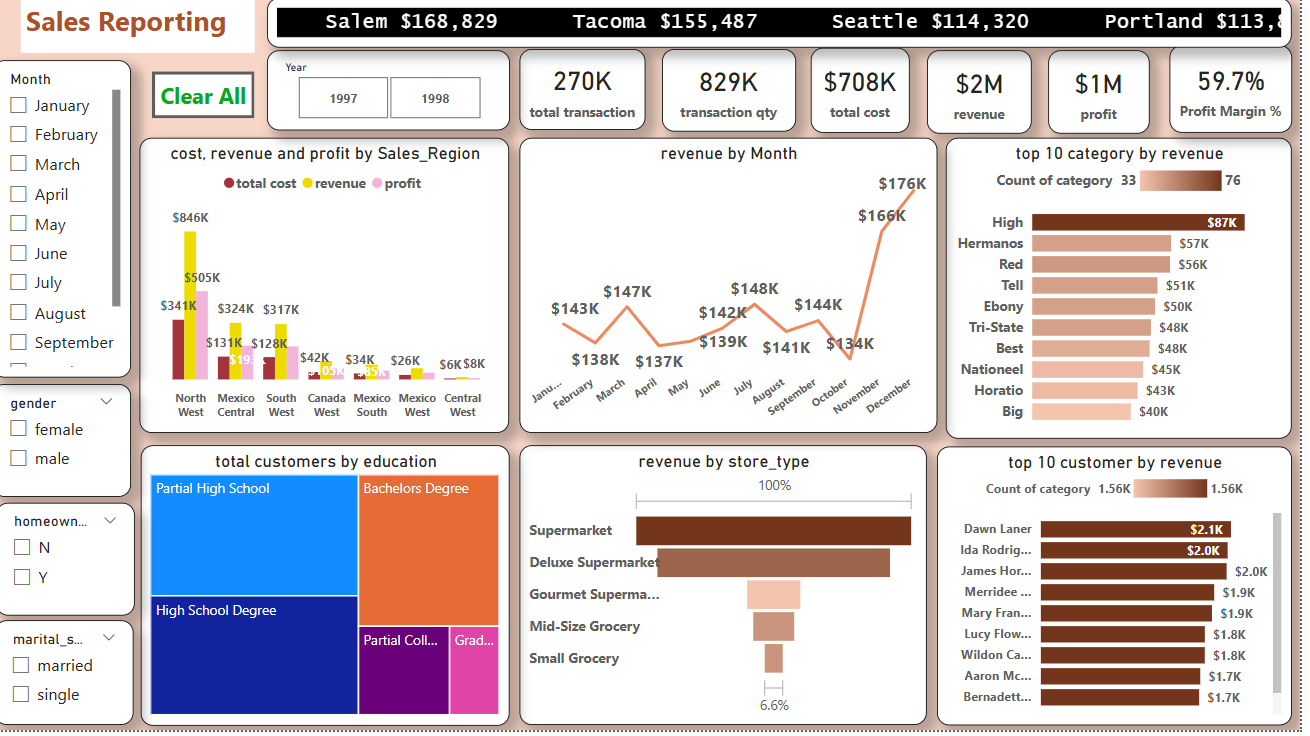 Sales Reporting
Salem $168,829 Tacoma $155,487 Seattle $114,320 Portland $113,
Month
January
February
March
April
May
June
July
August
September
Clear All
Year
1997 1998
270K
total transaction
829K
transaction qty
$708K
total cost
$2M
revenue
$1M
profit
59.7%
Profit Margin %
gender
female
male
homeown...
N
Y
marital_s...
married
single
cost, revenue and profit by Sales_Region
total cost revenue profit
$846K
$505K
$341K
$324K
$317K
$131K
$128K
$42K
$34K
$26K
$6K
$8K
$105K
$85K
North West
Mexico Central
South West
Canada West
Mexico South
Mexico West
Central West
revenue by Month
$176K
$166K
$143K
$147K
$148K
$142K
$144K
$138K
$137K
$139K
$141K
$134K
Janu...
February
March
April
May
June
July
August
September
October
November
December
top 10 category by revenue
Count of category 33 76
High $87K
Hermanos $57K
Red $56K
Tell $51K
Ebony $50K
Tri-State $48K
Best $48K
Nationeel $45K
Horatio $43K
Big $40K
total customers by education
Partial High School
Bachelors Degree
High School Degree
Partial Coll...
Grad...
revenue by store_type
100%
Supermarket
Deluxe Supermarket
Gourmet Superma...
Mid-Size Grocery
Small Grocery
6.6%
top 10 customer by revenue
Count of category 1.56K 1.56K
Dawn Laner $2.1K
Ida Rodrig... $2.0K
James Hor... $2.0K
Merridee ... $1.9K
Mary Fran... $1.9K
Lucy Flow... $1.8K
Wildon Ca... $1.8K
Aaron Mc... $1.7K
Bernadett... $1.7K